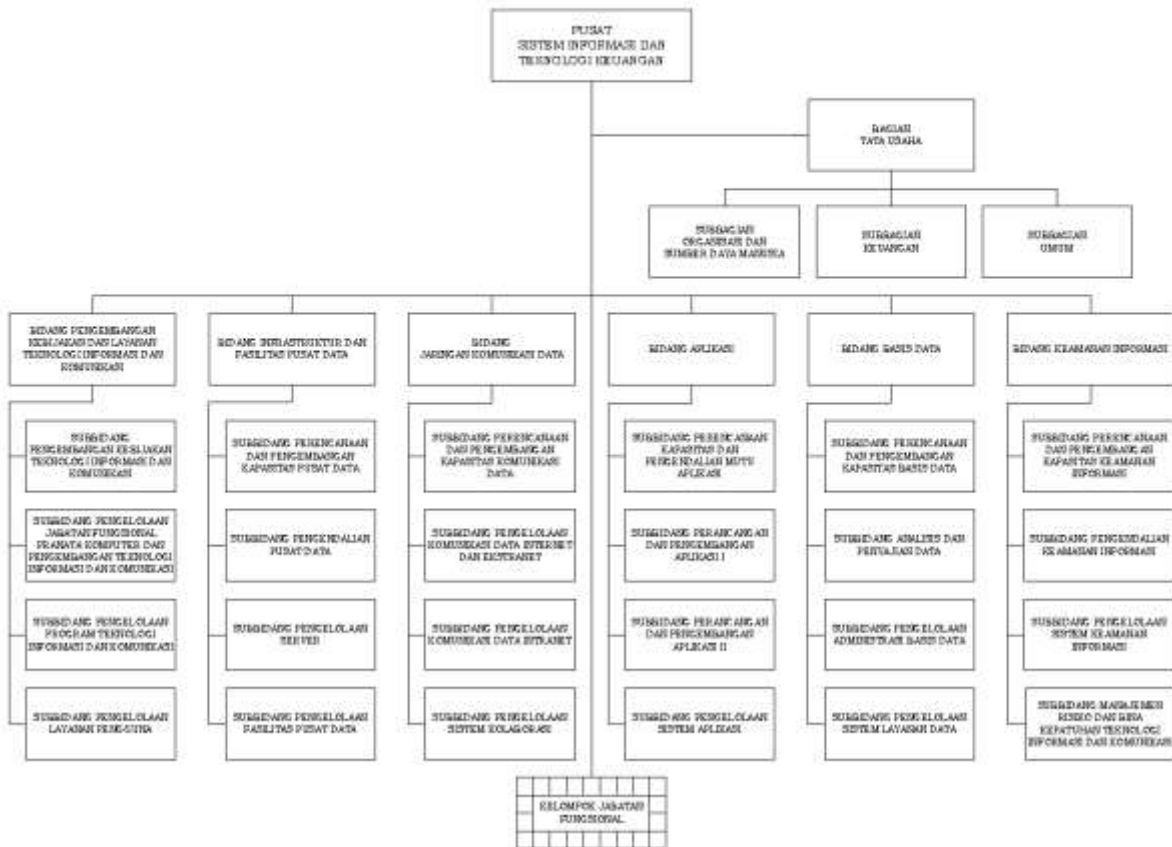 PUSAT
SISTEM INFORMASI DAN
TEKNOLOGI KEUANGAN
BAGIAN
TATA USAHA
SUBBAGIAN
ORGANISASI DAN
SUMBER DAYA MANUSIA
SUBBAGIAN
KEUANGAN
SUBBAGIAN
UMUM
BIDANG PENGEMBANGAN
KEBIJAKAN DAN LAYANAN
TEKNOLOGI INFORMASI DAN
KOMUNIKASI
BIDANG INFRASTRUKTUR DAN
FASILITAS PUSAT DATA
BIDANG
JARINGAN KOMUNIKASI DATA
BIDANG APLIKASI
BIDANG BASIS DATA
BIDANG KEAMANAN INFORMASI
SUBBIDANG
PENGEMBANGAN KEBIJAKAN
TEKNOLOGI INFORMASI DAN
KOMUNIKASI
SUBBIDANG PERENCANAAN
DAN PENGEMBANGAN
KAPASITAS PUSAT DATA
SUBBIDANG PERENCANAAN
DAN PENGEMBANGAN
KAPASITAS KOMUNIKASI
DATA
SUBBIDANG PERENCANAAN
KAPASITAS DAN
PENGENDALIAN MUTU
APLIKASI
SUBBIDANG PERENCANAAN
DAN PENGEMBANGAN
KAPASITAS BASIS DATA
SUBBIDANG PERENCANAAN
DAN PENGEMBANGAN
KAPASITAS KEAMANAN
INFORMASI
SUBBIDANG PENGELOLAAN
JABATAN FUNGSIONAL
PRANATA KOMPUTER DAN
PENGEMBANGAN TEKNOLOGI
INFORMASI DAN KOMUNIKASI
SUBBIDANG PENGENDALIAN
PUSAT DATA
SUBBIDANG PENGELOLAAN
KOMUNIKASI DATA INTERNET
DAN EKSTRANET
SUBBIDANG PERANCANGAN
DAN PENGEMBANGAN
APLIKASI I
SUBBIDANG ANALISIS DAN
PENYAJIAN DATA
SUBBIDANG PENGENDALIAN
KEAMANAN INFORMASI
SUBBIDANG PENGELOLAAN
PROGRAM TEKNOLOGI
INFORMASI DAN KOMUNIKASI
SUBBIDANG PENGELOLAAN
SERVER
SUBBIDANG PENGELOLAAN
KOMUNIKASI DATA INTRANET
SUBBIDANG PERANCANGAN
DAN PENGEMBANGAN
APLIKASI II
SUBBIDANG PENGELOLAAN
ADMINISTRASI BASIS DATA
SUBBIDANG PENGELOLAAN
SISTEM KEAMANAN
INFORMASI
SUBBIDANG PENGELOLAAN
LAYANAN PENGGUNA
SUBBIDANG PENGELOLAAN
FASILITAS PUSAT DATA
SUBBIDANG PENGELOLAAN
SISTEM KOLABORASI
SUBBIDANG PENGELOLAAN
SISTEM APLIKASI
SUBBIDANG PENGELOLAAN
SISTEM LAYANAN DATA
SUBBIDANG MANAJEMEN
RISIKO DAN BINA
KEPATUHAN TEKNOLOGI
INFORMASI DAN KOMUNIKASI
KELOMPOK JABATAN
FUNGSIONAL